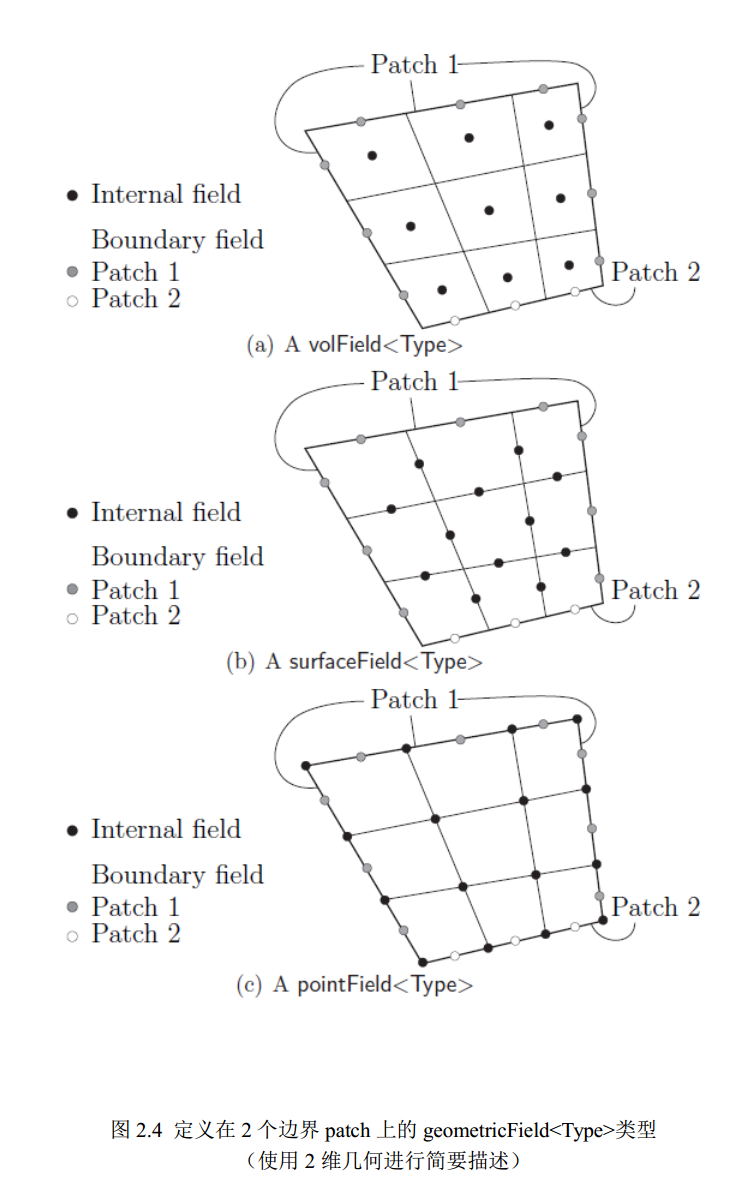 Patch 1
Internal field
Boundary field
Patch 1
Patch 2
Patch 2
(a) A volField<Type>
Patch 1
Internal field
Boundary field
Patch 1
Patch 2
Patch 2
(b) A surfaceField<Type>
Patch 1
Internal field
Boundary field
Patch 1
Patch 2
Patch 2
(c) A pointField<Type>
图 2.4 定义在 2 个边界 patch 上的 geometricField<Type>类型
（使用 2 维几何进行简要描述）